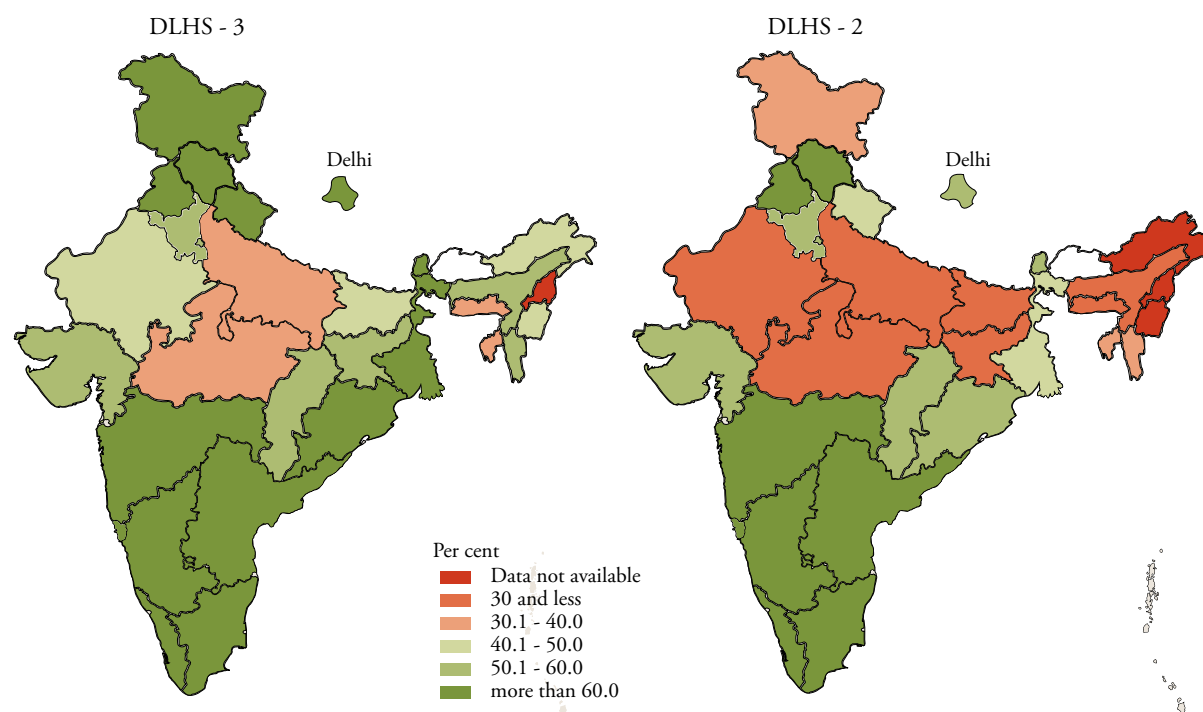 DLHS - 3
DLHS - 2
Delhi
Delhi
Per cent
Data not available
30 and less
30.1 - 40.0
40.1 - 50.0
50.1 - 60.0
more than 60.0